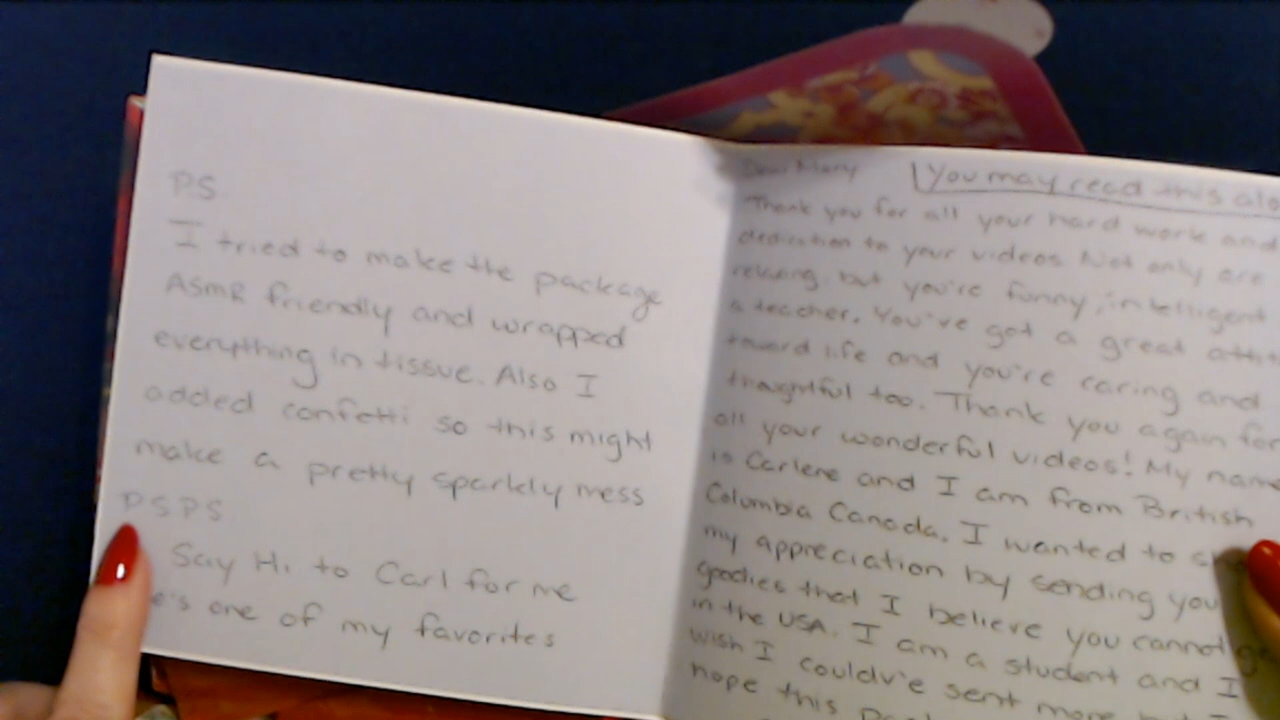 PS
I tried to make the package
ASMR friendly and wrapped
everything in tissue. Also I
added confetti so this might
make a pretty sparkly mess
PSPS
Say Hi to Carl for me
e's one of my favorites
Dear Mary
You may read this alo
Thank you for all your hard work and
dedication to your videos. Not only are
relaxing, but you're funny, intelligent
a teacher. You've got a great
toward life and you're caring and
thoughtful too. Thank you again for
all your wonderful videos! My name
is Carlene and I am from British
Columbia Canada. I wanted to
my appreciation by sending you
goodies that I believe you cannot
in the USA. I am a student and I
wish I could've sent more
hope this